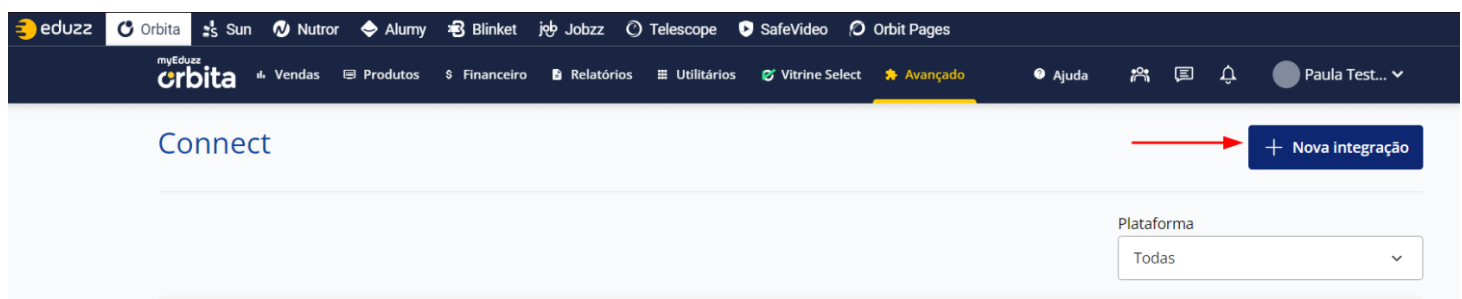 eduzz Orbita Sun Nutror Alumy Blinket job Jobzz Telescope SafeVideo Orbit Pages
myEduzz
orbita Vendas Produtos $ Financeiro Relatórios Utilitários Vitrine Select Avançado ? Ajuda Paula Test...
Connect
+ Nova integração
Plataforma
Todas